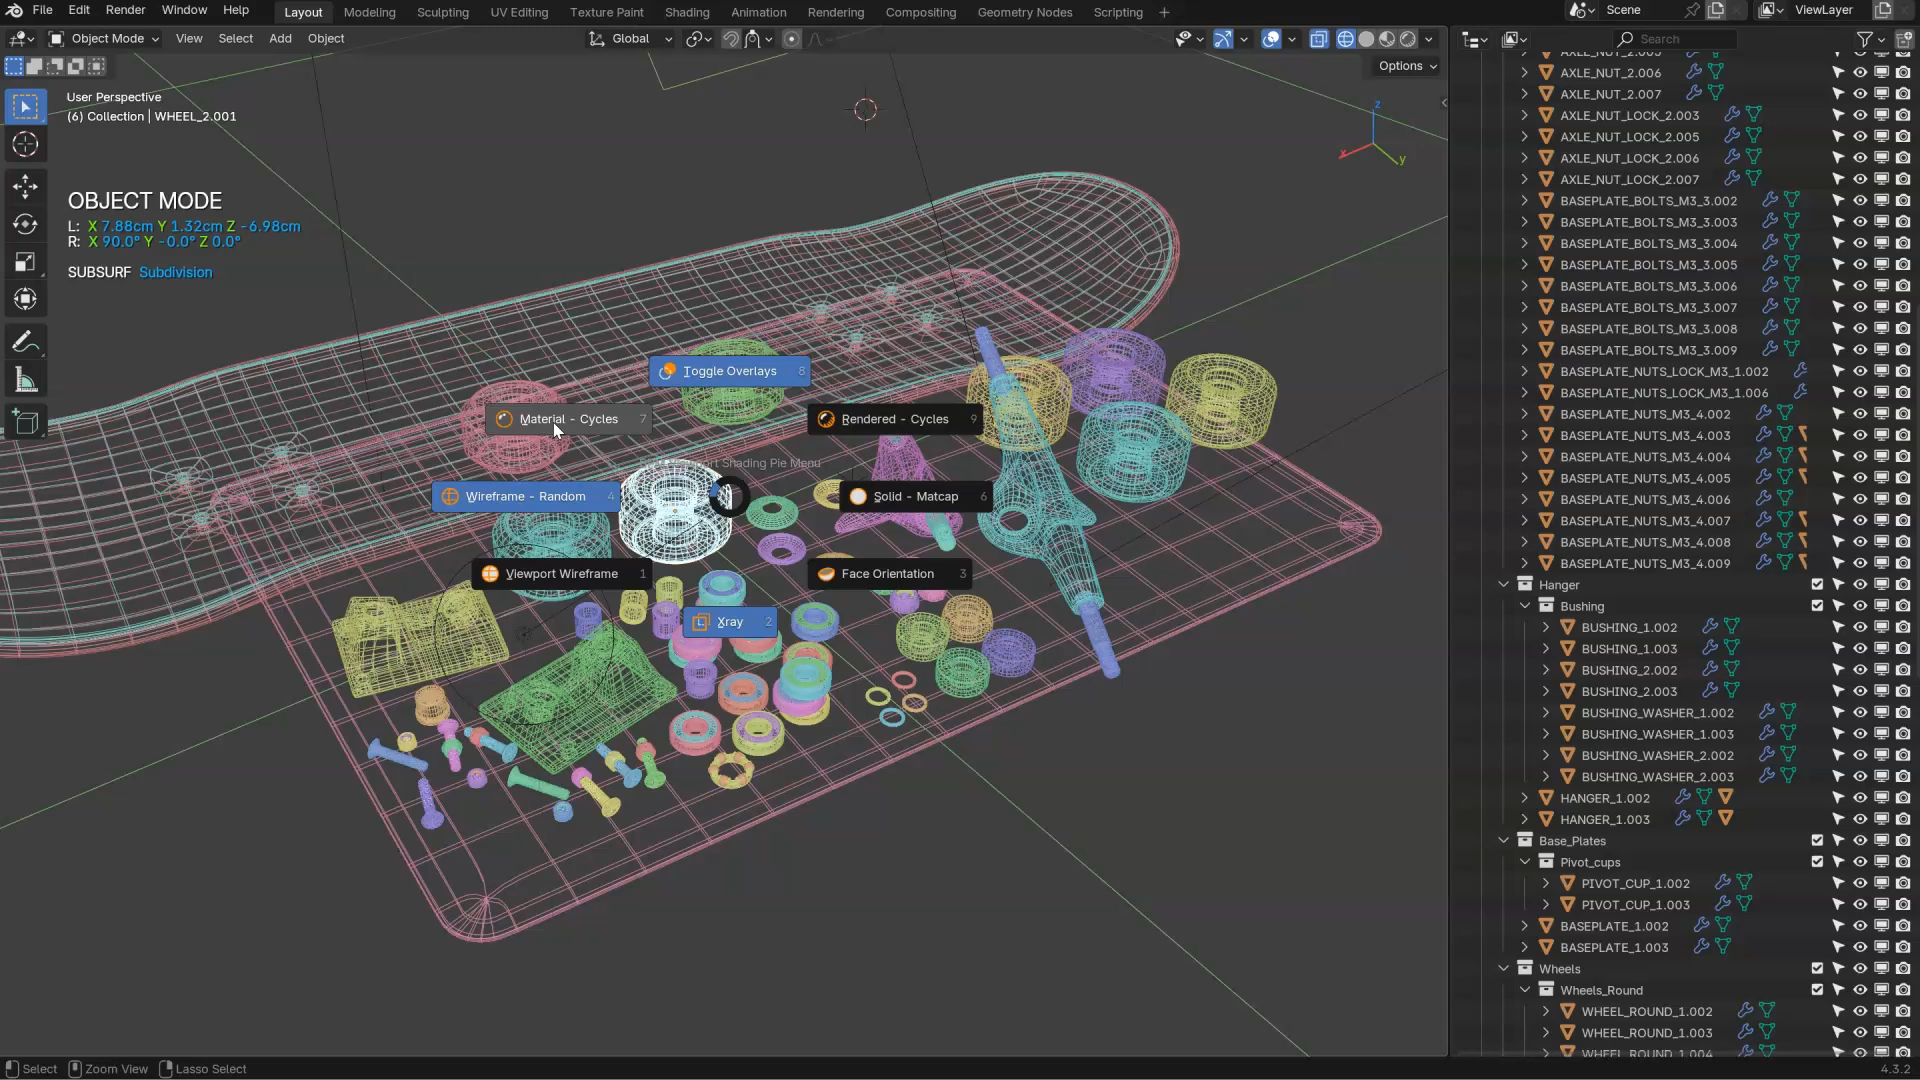 File Edit Render Window Help
Layout Modeling Sculpting UV Editing Texture Paint Shading Animation Rendering Compositing Geometry Nodes Scripting
Scene
ViewLayer
Object Mode View Select Add Object
Global
Search
Options
User Perspective
(6) Collection | WHEEL_2.001
OBJECT MODE
L: X 7.88cm Y 1.32cm Z -6.98cm
R: X 90.0° Y -0.0° Z 0.0°
SUBSURF Subdivision
z
x
y
Toggle Overlays 8
Material - Cycles 7
Rendered - Cycles 9
Shading Pie Menu
Wireframe - Random 4
Solid - Matcap 6
Viewport Wireframe 1
Face Orientation 3
Xray 2
AXLE_NUT_2.006
AXLE_NUT_2.007
AXLE_NUT_LOCK_2.003
AXLE_NUT_LOCK_2.005
AXLE_NUT_LOCK_2.006
AXLE_NUT_LOCK_2.007
BASEPLATE_BOLTS_M3_3.002
BASEPLATE_BOLTS_M3_3.003
BASEPLATE_BOLTS_M3_3.004
BASEPLATE_BOLTS_M3_3.005
BASEPLATE_BOLTS_M3_3.006
BASEPLATE_BOLTS_M3_3.007
BASEPLATE_BOLTS_M3_3.008
BASEPLATE_BOLTS_M3_3.009
BASEPLATE_NUTS_LOCK_M3_1.002
BASEPLATE_NUTS_LOCK_M3_1.006
BASEPLATE_NUTS_M3_4.002
BASEPLATE_NUTS_M3_4.003
BASEPLATE_NUTS_M3_4.004
BASEPLATE_NUTS_M3_4.005
BASEPLATE_NUTS_M3_4.006
BASEPLATE_NUTS_M3_4.007
BASEPLATE_NUTS_M3_4.008
BASEPLATE_NUTS_M3_4.009
Hanger
Bushing
BUSHING_1.002
BUSHING_1.003
BUSHING_2.002
BUSHING_2.003
BUSHING_WASHER_1.002
BUSHING_WASHER_1.003
BUSHING_WASHER_2.002
BUSHING_WASHER_2.003
HANGER_1.002
HANGER_1.003
Base_Plates
Pivot_cups
PIVOT_CUP_1.002
PIVOT_CUP_1.003
BASEPLATE_1.002
BASEPLATE_1.003
Wheels
Wheels_Round
WHEEL_ROUND_1.002
WHEEL_ROUND_1.003
WHEEL_ROUND_1.004
Select Zoom View Lasso Select
4.3.2